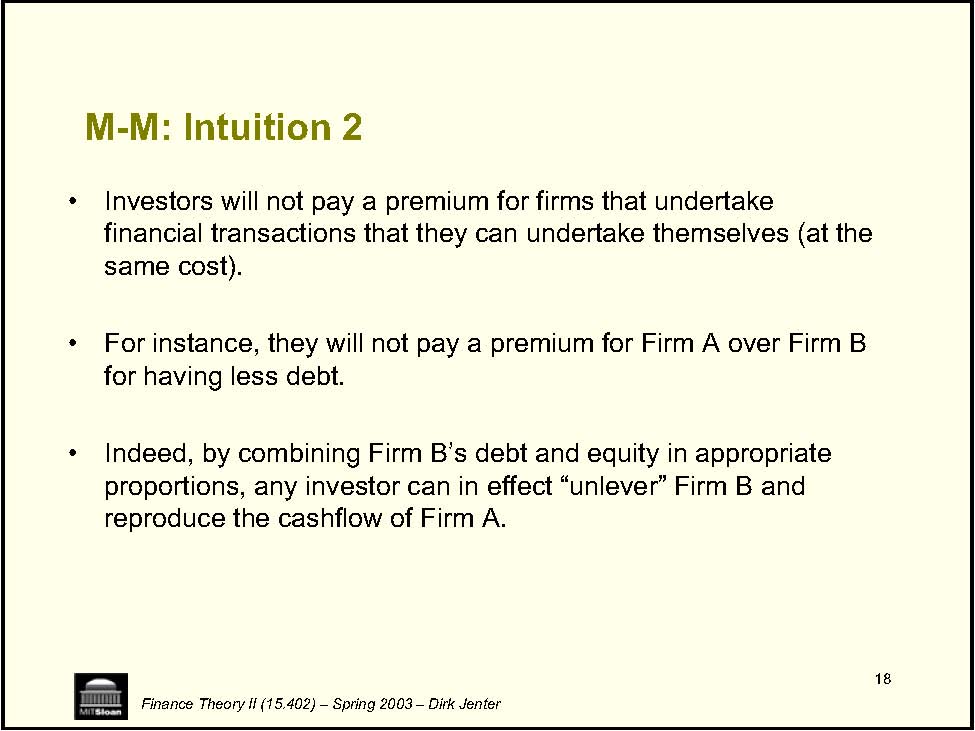 M-M: Intuition 2
• Investors will not pay a premium for firms that undertake
financial transactions that they can undertake themselves (at the
same cost).
• For instance, they will not pay a premium for Firm A over Firm B
for having less debt.
• Indeed, by combining Firm B’s debt and equity in appropriate
proportions, any investor can in effect “unlever” Firm B and
reproduce the cashflow of Firm A.
18
MITSloan
Finance Theory II (15.402) – Spring 2003 – Dirk Jenter